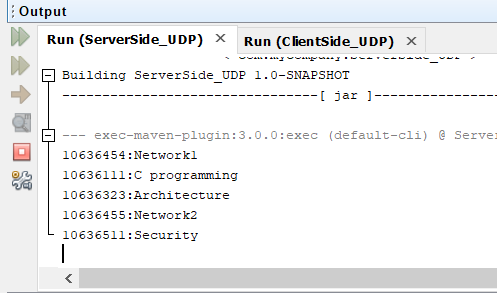 Output
Run (ServerSide_UDP) × Run (ClientSide_UDP) ×
Building ServerSide_UDP 1.0-SNAPSHOT
--------------------------------[ jar ]-----------------
--- exec-maven-plugin:3.0.0:exec (default-cli) @ Server
10636454:Network1
10636111:C programming
10636323:Architecture
10636455:Network2
10636511:Security